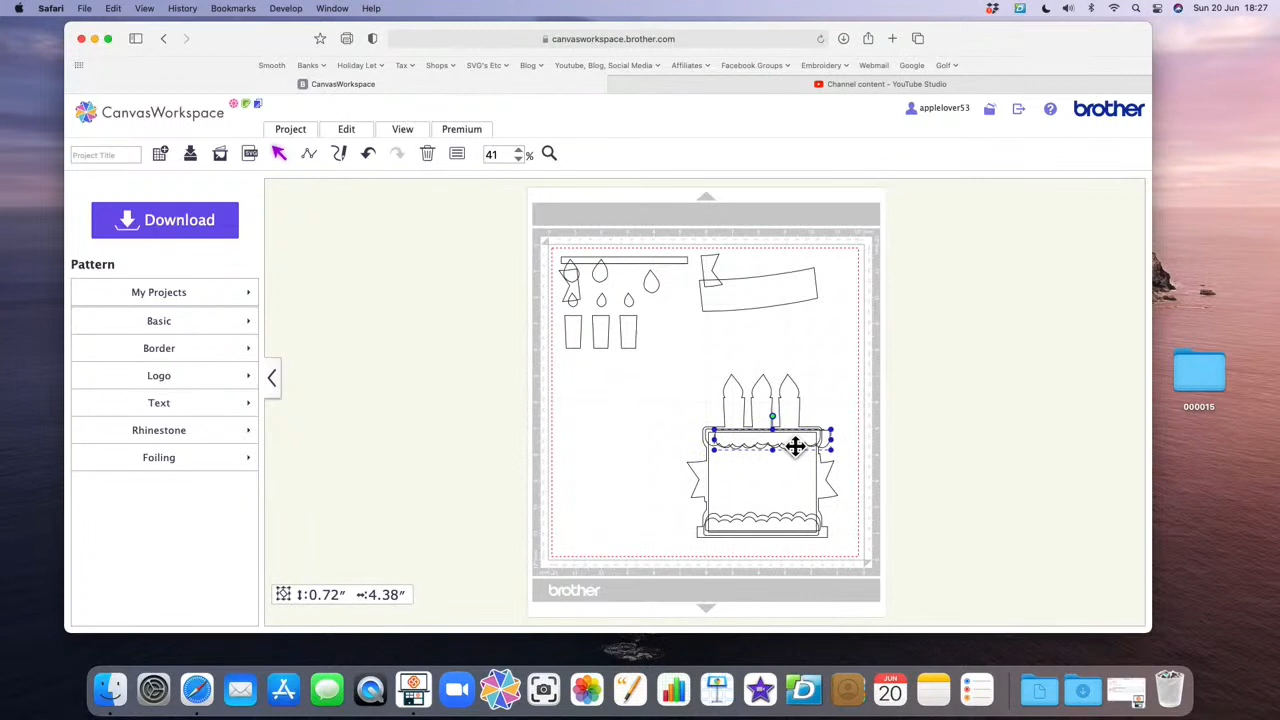 Safari File Edit View History Bookmarks Develop Window Help Sun 20 Jun 18:27
canvasworkspace.brother.com
Smooth Banks Holiday Let Tax Shops SVG's Etc Blog Youtube, Blog, Social Media Affiliates Facebook Groups Embroidery Webmail Google Golf
B CanvasWorkspace Channel content - YouTube Studio
CanvasWorkspace applelover53 ? brother
Project Edit View Premium
Project Title SVG 41 %
Download
Pattern
My Projects
Basic
Border
Logo
Text
Rhinestone
Foiling
000015
brother
0.72" 4.38"
JUN
20